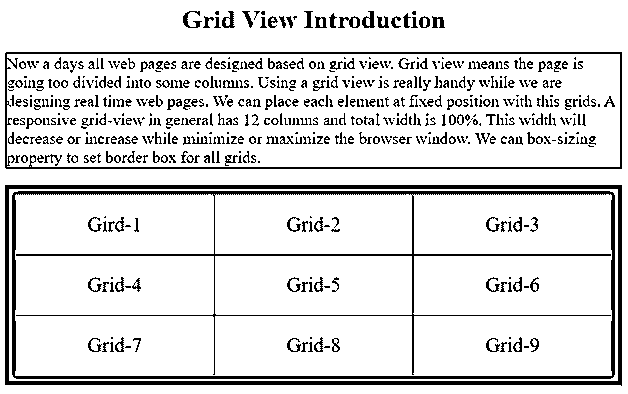 Grid View Introduction
Now a days all web pages are designed based on grid view. Grid view means the page is
going too divided into some columns. Using a grid view is really handy while we are
designing real time web pages. We can place each element at fixed position with this grids. A
responsive grid-view in general has 12 columns and total width is 100%. This width will
decrease or increase while minimize or maximize the browser window. We can box-sizing
property to set border box for all grids.
Gird-1 Grid-2 Grid-3
Grid-4 Grid-5 Grid-6
Grid-7 Grid-8 Grid-9